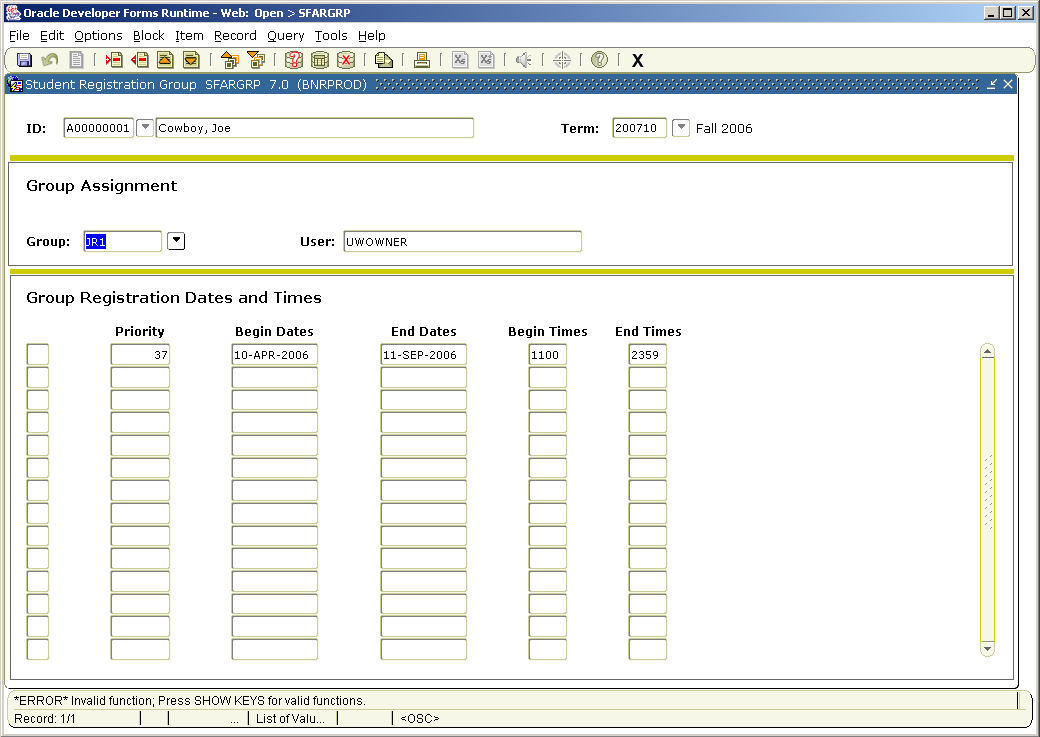 Oracle Developer Forms Runtime - Web: Open > SFARGRP
File Edit Options Block Item Record Query Tools Help
Student Registration Group SFARGRP 7.0 (BNRPROD)
ID: A00000001 Cowboy, Joe Term: 200710 Fall 2006
Group Assignment
Group: JR1 User: UWOWNER
Group Registration Dates and Times
Priority Begin Dates End Dates Begin Times End Times
37 10-APR-2006 11-SEP-2006 1100 2359
*ERROR* Invalid function; Press SHOW KEYS for valid functions.
Record: 1/1 ... List of Valu... <OSC>